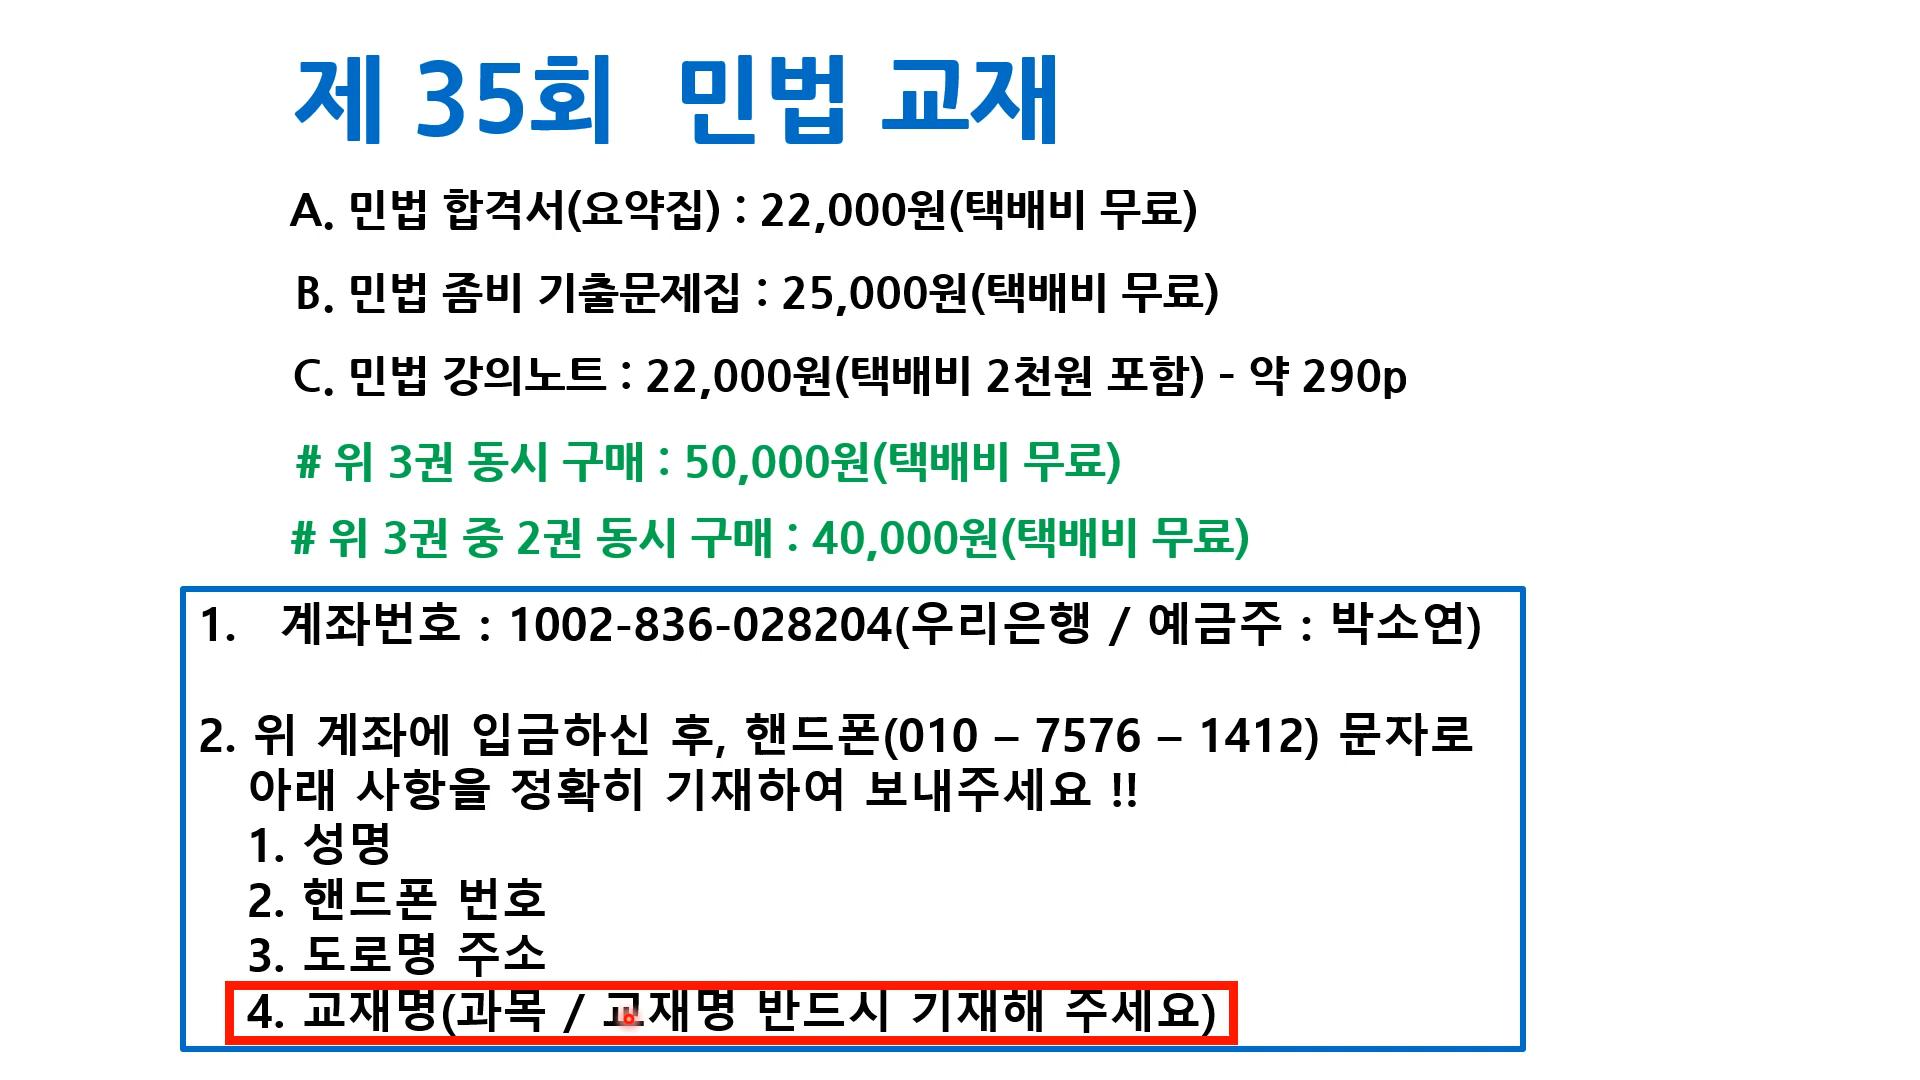 제 35회 민법 교재
A. 민법 합격서(요약집) : 22,000원(택배비 무료)
B. 민법 좀비 기출문제집 : 25,000원(택배비 무료)
C. 민법 강의노트 : 22,000원(택배비 2천원 포함) - 약 290p
# 위 3권 동시 구매 : 50,000원(택배비 무료)
# 위 3권 중 2권 동시 구매 : 40,000원(택배비 무료)
1. 계좌번호 : 1002-836-028204(우리은행 / 예금주 : 박소연)
2. 위 계좌에 입금하신 후, 핸드폰(010 – 7576 – 1412) 문자로
아래 사항을 정확히 기재하여 보내주세요 !!
1. 성명
2. 핸드폰 번호
3. 도로명 주소
4. 교재명(과목 / 교재명 반드시 기재해 주세요)